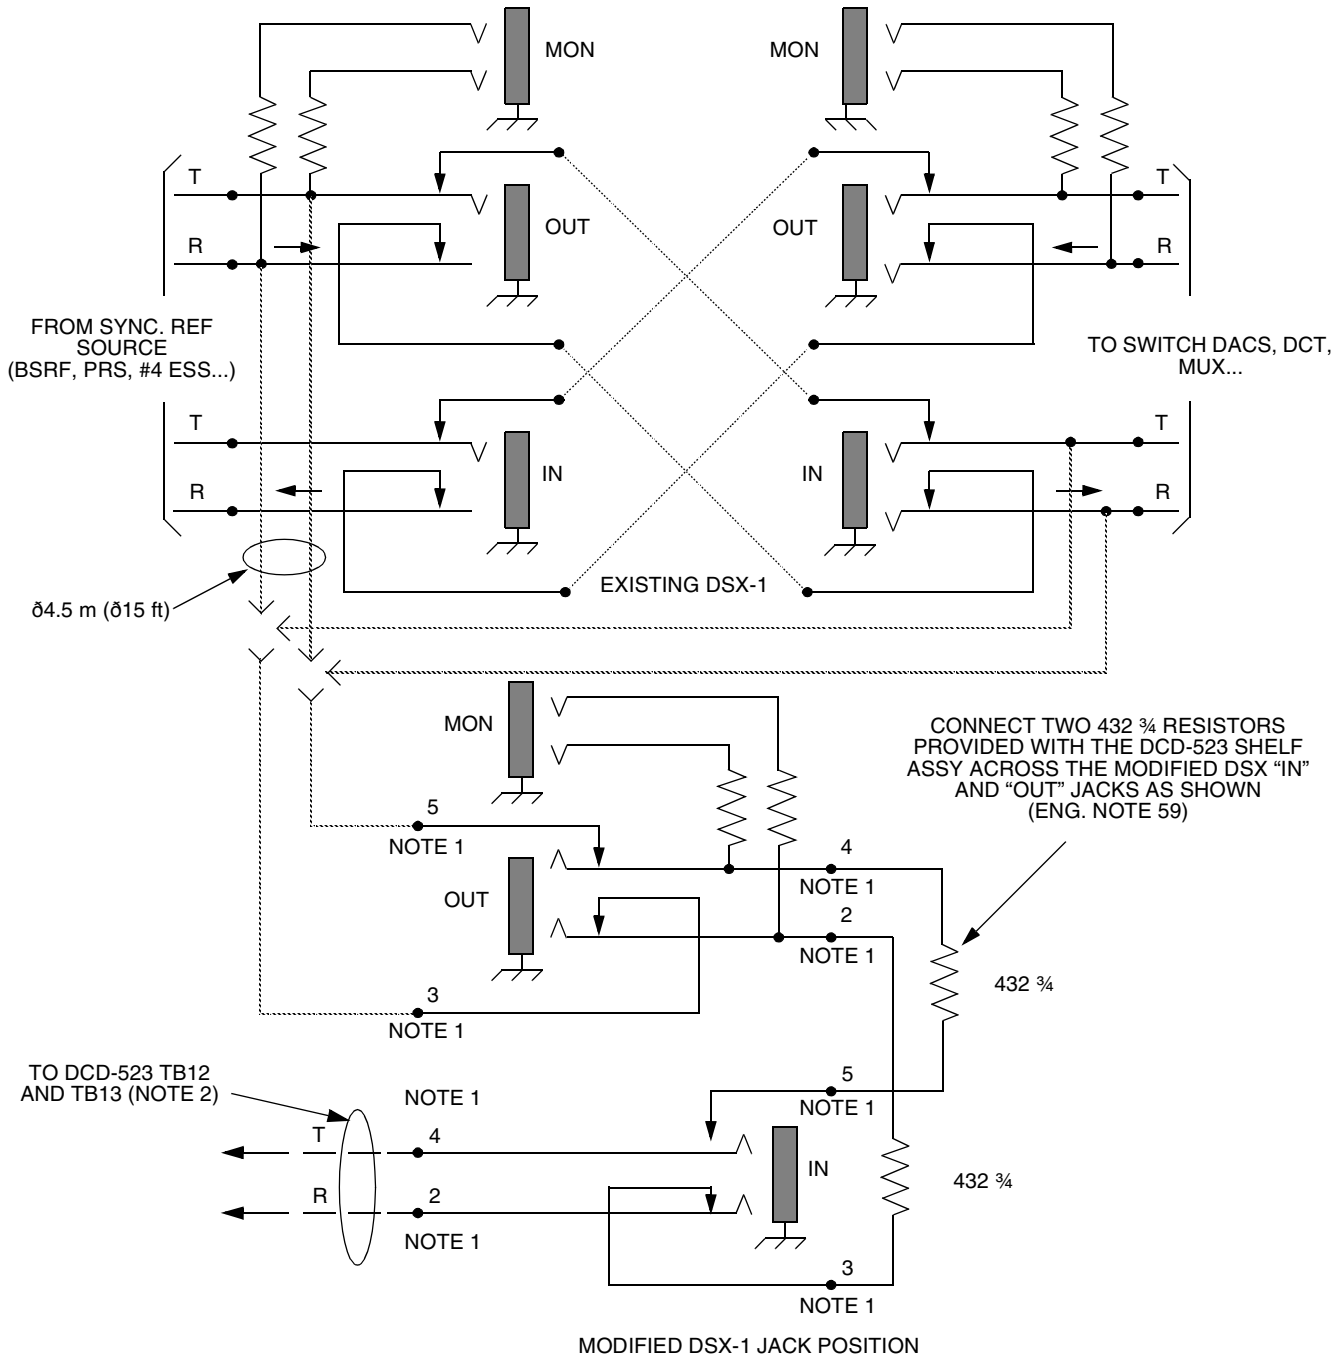 MON
MON
T
T
OUT
OUT
R
R
FROM SYNC. REF
SOURCE
(BSRF, PRS, #4 ESS...)
TO SWITCH DACS, DCT,
MUX...
T
T
IN
IN
R
R
EXISTING DSX-1
ð4.5 m (ð15 ft)
MON
CONNECT TWO 432 ¾ RESISTORS
PROVIDED WITH THE DCD-523 SHELF
ASSY ACROSS THE MODIFIED DSX “IN”
AND “OUT” JACKS AS SHOWN
(ENG. NOTE 59)
5
NOTE 1
4
NOTE 1
OUT
2
NOTE 1
432 ¾
3
NOTE 1
TO DCD-523 TB12
AND TB13 (NOTE 2)
NOTE 1
5
NOTE 1
T
4
IN
432 ¾
R
2
NOTE 1
3
NOTE 1
MODIFIED DSX-1 JACK POSITION